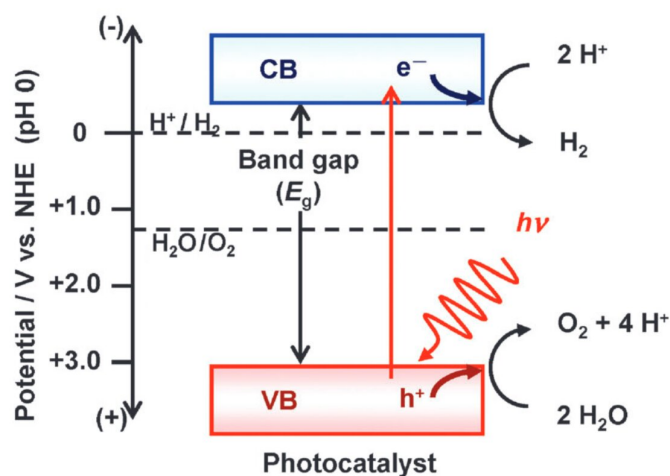 (-)
Potential / V vs. NHE (pH 0)
0
+1.0
+2.0
+3.0
(+)
CB
e⁻
2 H⁺
H⁺/ H₂
H₂
Band gap
(E_g)
H₂O/O₂
hν
O₂ + 4 H⁺
VB
h⁺
2 H₂O
Photocatalyst